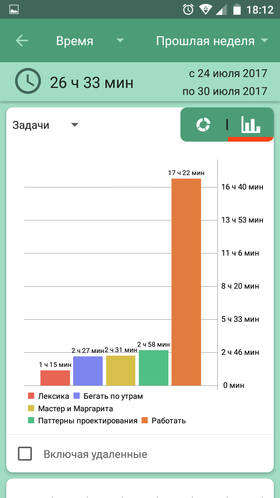 18:12
Время
Прошлая неделя
26 ч 33 мин
с 24 июля 2017
по 30 июля 2017
Задачи
17 ч 22 мин
16 ч 40 мин
13 ч 53 мин
11 ч 6 мин
8 ч 20 мин
5 ч 33 мин
2 ч 58 мин
2 ч 27 мин 2 ч 31 мин
2 ч 46 мин
1 ч 15 мин
0 мин
Лексика Бегать по утрам
Мастер и Маргарита
Паттерны проектирования Работать
Включая удаленные